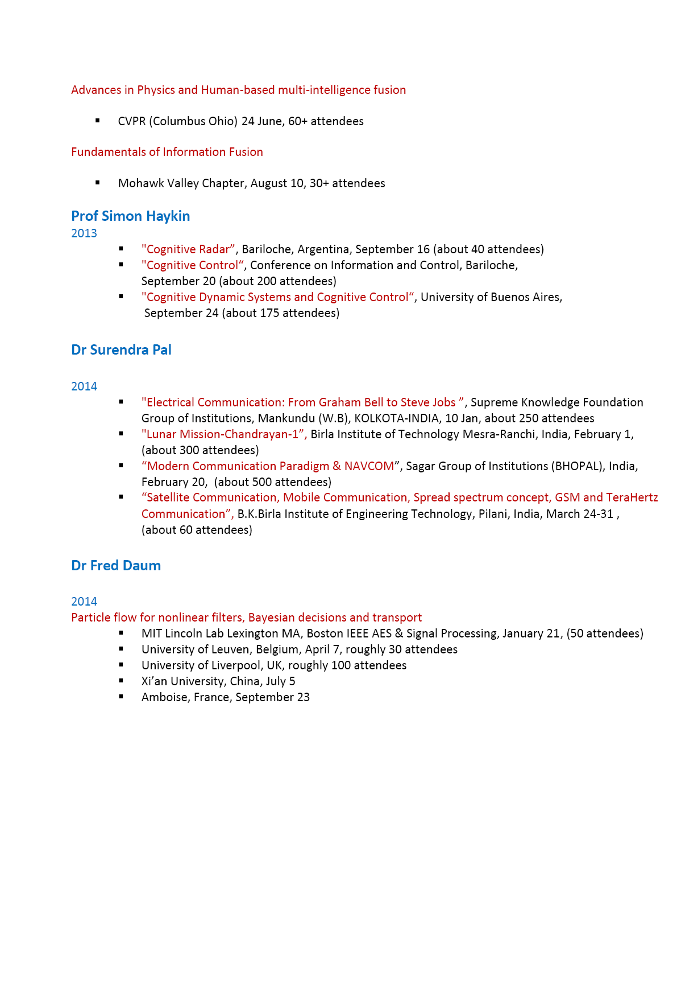 Advances in Physics and Human-based multi-intelligence fusion
▪ CVPR (Columbus Ohio) 24 June, 60+ attendees
Fundamentals of Information Fusion
▪ Mohawk Valley Chapter, August 10, 30+ attendees
Prof Simon Haykin
2013
▪ "Cognitive Radar”, Bariloche, Argentina, September 16 (about 40 attendees)
▪ "Cognitive Control“, Conference on Information and Control, Bariloche,
September 20 (about 200 attendees)
▪ "Cognitive Dynamic Systems and Cognitive Control“, University of Buenos Aires,
September 24 (about 175 attendees)
Dr Surendra Pal
2014
▪ "Electrical Communication: From Graham Bell to Steve Jobs ”, Supreme Knowledge Foundation
Group of Institutions, Mankundu (W.B), KOLKOTA-INDIA, 10 Jan, about 250 attendees
▪ "Lunar Mission-Chandrayan-1”, Birla Institute of Technology Mesra-Ranchi, India, February 1,
(about 300 attendees)
▪ “Modern Communication Paradigm & NAVCOM”, Sagar Group of Institutions (BHOPAL), India,
February 20,  (about 500 attendees)
▪ “Satellite Communication, Mobile Communication, Spread spectrum concept, GSM and TeraHertz
Communication”, B.K.Birla Institute of Engineering Technology, Pilani, India, March 24-31 ,
(about 60 attendees)
Dr Fred Daum
2014
Particle flow for nonlinear filters, Bayesian decisions and transport
▪ MIT Lincoln Lab Lexington MA, Boston IEEE AES & Signal Processing, January 21, (50 attendees)
▪ University of Leuven, Belgium, April 7, roughly 30 attendees
▪ University of Liverpool, UK, roughly 100 attendees
▪ Xi’an University, China, July 5
▪ Amboise, France, September 23